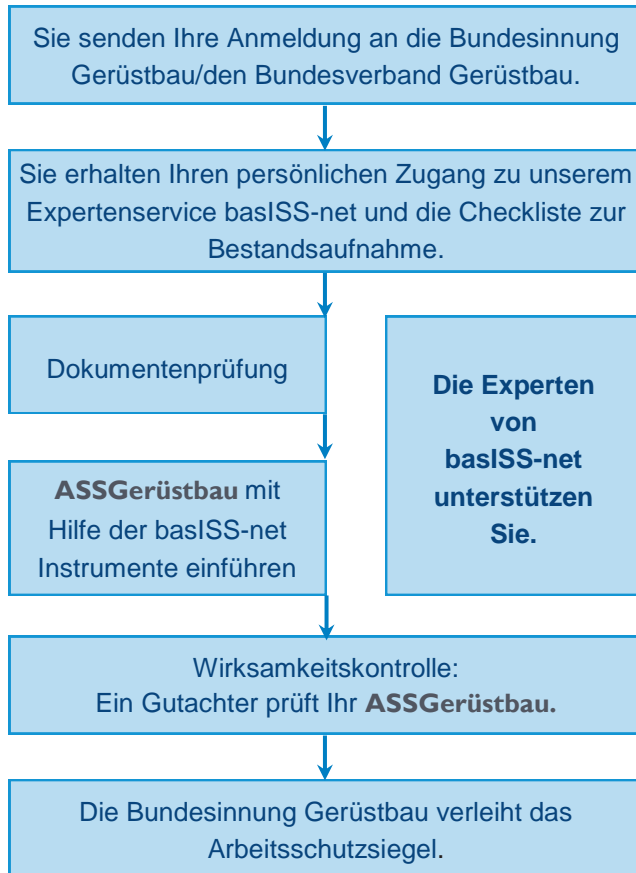 Sie senden Ihre Anmeldung an die Bundesinnung
Gerüstbau/den Bundesverband Gerüstbau.
Sie erhalten Ihren persönlichen Zugang zu unserem
Expertenservice basISS-net und die Checkliste zur
Bestandsaufnahme.
Dokumentenprüfung
ASSGerüstbau mit
Hilfe der basISS-net
Instrumente einführen
Die Experten
von
basISS-net
unterstützen
Sie.
Wirksamkeitskontrolle:
Ein Gutachter prüft Ihr ASSGerüstbau.
Die Bundesinnung Gerüstbau verleiht das
Arbeitsschutzsiegel.